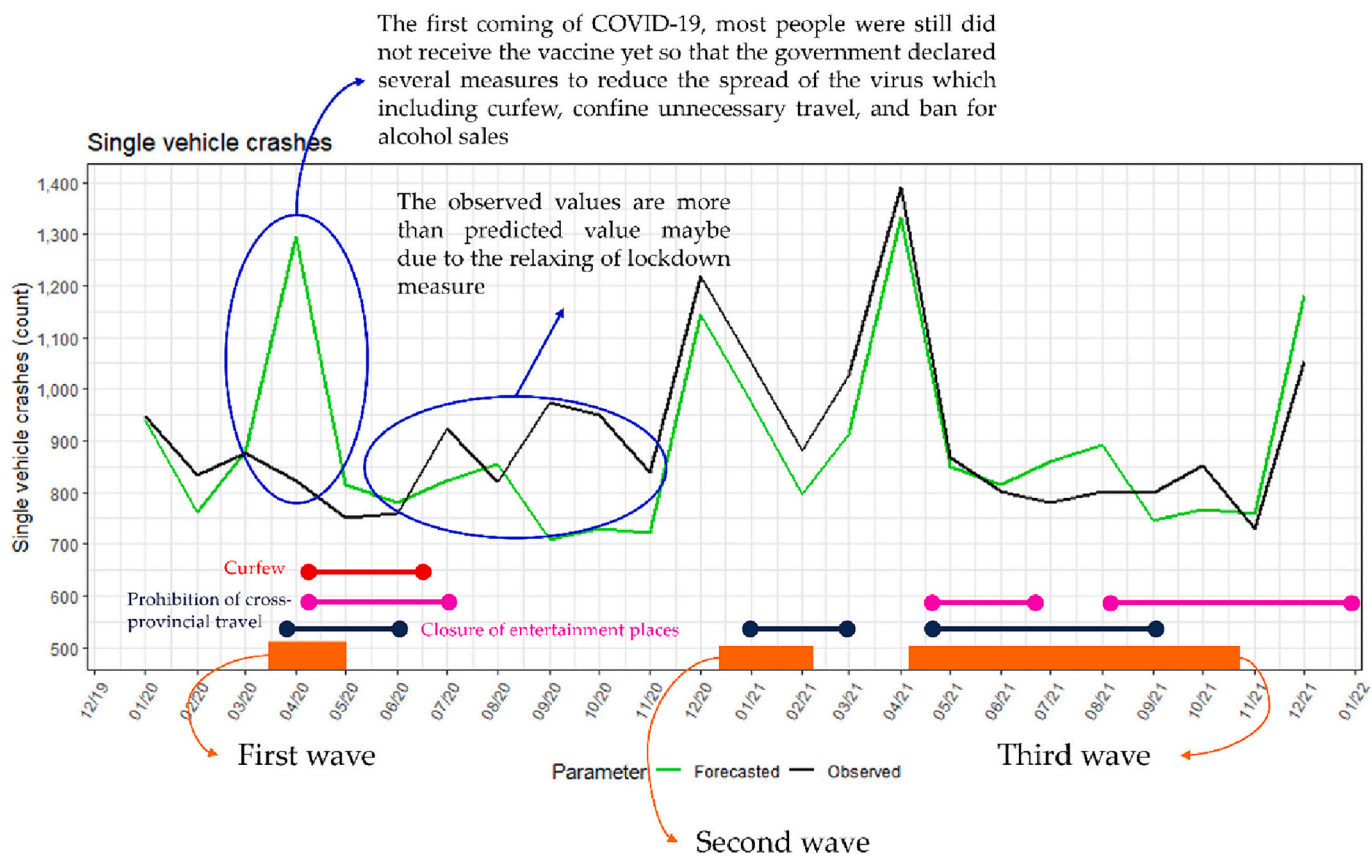 The first coming of COVID-19, most people were still did
not receive the vaccine yet so that the government declared
several measures to reduce the spread of the virus which
including curfew, confine unnecessary travel, and ban for
alcohol sales
Single vehicle crashes
The observed values are more
than predicted value maybe
due to the relaxing of lockdown
measure
Single vehicle crashes (count)
1,400
1,300
1,200
1,100
1,000
900
800
700
600
500
Curfew
Prohibition of cross-
provincial travel
Closure of entertainment places
12/19
01/20
02/20
03/20
04/20
05/20
06/20
07/20
08/20
09/20
10/20
11/20
12/20
01/21
02/21
03/21
04/21
05/21
06/21
07/21
08/21
09/21
10/21
11/21
12/21
01/22
First wave
Third wave
Parameter Forecasted Observed
Second wave